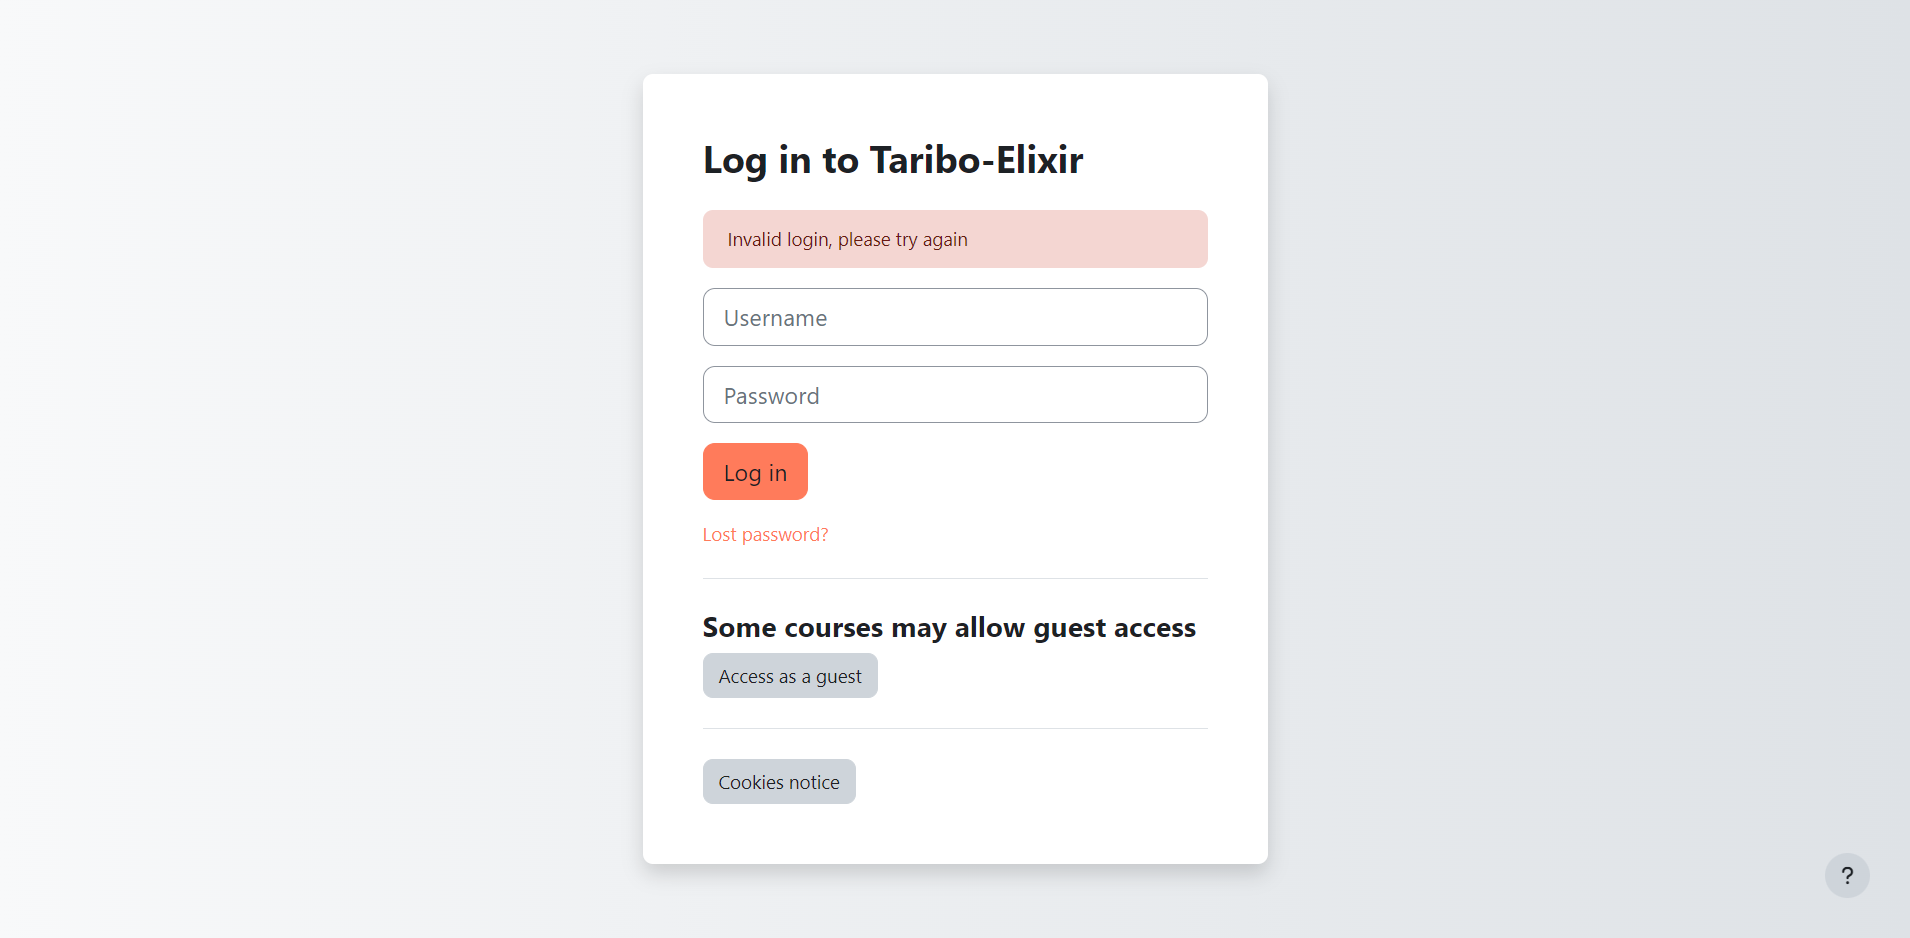 Log in to Taribo-Elixir
Invalid login, please try again
Username
Password
Log in
Lost password?
Some courses may allow guest access
Access as a guest
Cookies notice
?